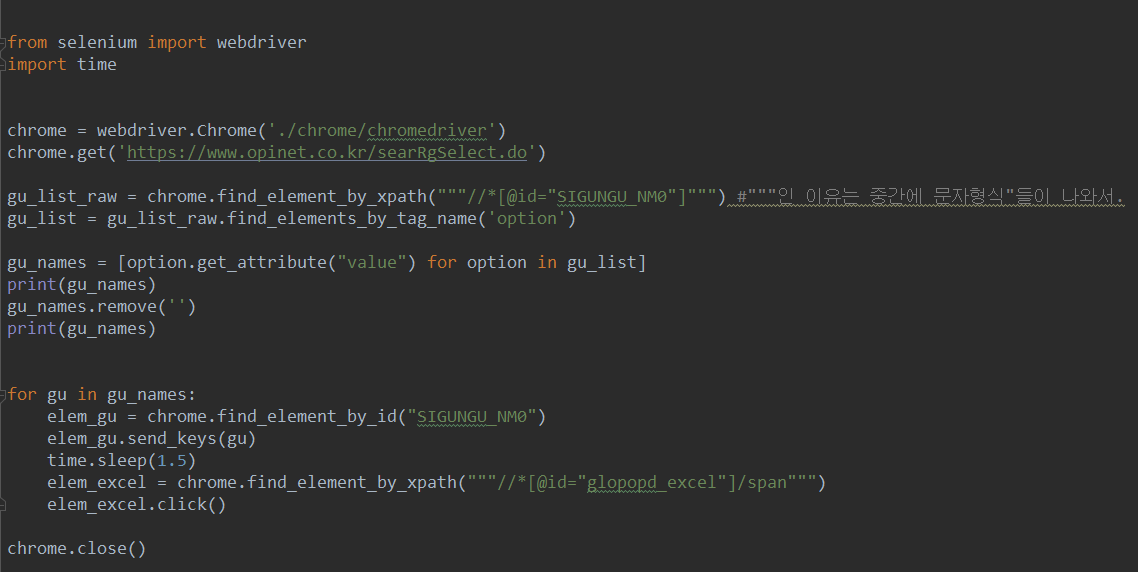 from selenium import webdriver
import time
chrome = webdriver.Chrome('./chrome/chromedriver')
chrome.get('https://www.opinet.co.kr/searRgSelect.do')
gu_list_raw = chrome.find_element_by_xpath("""//*[@id="SIGUNGU_NM0"]""") #"""인 이유는 중간에 문자형식"들이 나와서.
gu_list = gu_list_raw.find_elements_by_tag_name('option')
gu_names = [option.get_attribute("value") for option in gu_list]
print(gu_names)
gu_names.remove('')
print(gu_names)
for gu in gu_names:
    elem_gu = chrome.find_element_by_id("SIGUNGU_NM0")
    elem_gu.send_keys(gu)
    time.sleep(1.5)
    elem_excel = chrome.find_element_by_xpath("""//*[@id="glopopd_excel"]/span""")
    elem_excel.click()
chrome.close()